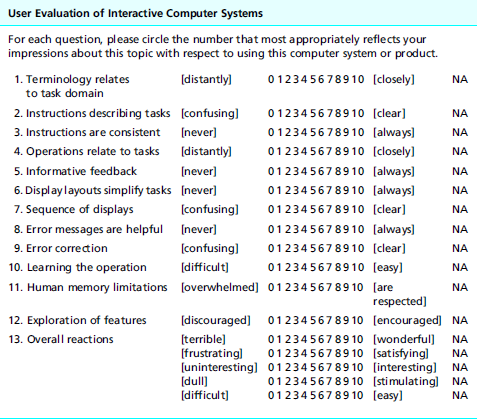 User Evaluation of Interactive Computer Systems
For each question, please circle the number that most appropriately reflects your
impressions about this topic with respect to using this computer system or product.
1. Terminology relates [distantly] 0 1 2 3 4 5 6 7 8 9 10 [closely] NA
to task domain
2. Instructions describing tasks [confusing] 0 1 2 3 4 5 6 7 8 9 10 [clear] NA
3. Instructions are consistent [never] 0 1 2 3 4 5 6 7 8 9 10 [always] NA
4. Operations relate to tasks [distantly] 0 1 2 3 4 5 6 7 8 9 10 [closely] NA
5. Informative feedback [never] 0 1 2 3 4 5 6 7 8 9 10 [always] NA
6. Display layouts simplify tasks [never] 0 1 2 3 4 5 6 7 8 9 10 [always] NA
7. Sequence of displays [confusing] 0 1 2 3 4 5 6 7 8 9 10 [clear] NA
8. Error messages are helpful [never] 0 1 2 3 4 5 6 7 8 9 10 [always] NA
9. Error correction [confusing] 0 1 2 3 4 5 6 7 8 9 10 [clear] NA
10. Learning the operation [difficult] 0 1 2 3 4 5 6 7 8 9 10 [easy] NA
11. Human memory limitations [overwhelmed] 0 1 2 3 4 5 6 7 8 9 10 [are NA
respected]
12. Exploration of features [discouraged] 0 1 2 3 4 5 6 7 8 9 10 [encouraged] NA
13. Overall reactions [terrible] 0 1 2 3 4 5 6 7 8 9 10 [wonderful] NA
[frustrating] 0 1 2 3 4 5 6 7 8 9 10 [satisfying] NA
[uninteresting] 0 1 2 3 4 5 6 7 8 9 10 [interesting] NA
[dull] 0 1 2 3 4 5 6 7 8 9 10 [stimulating] NA
[difficult] 0 1 2 3 4 5 6 7 8 9 10 [easy] NA